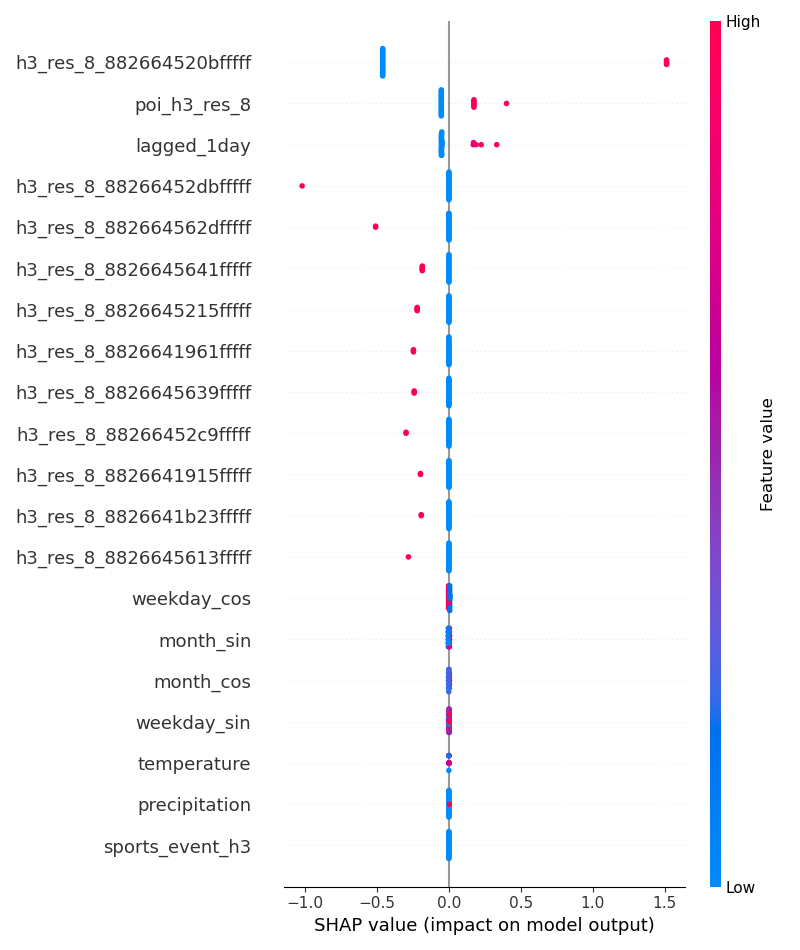 High
h3_res_8_882664520bfffff
poi_h3_res_8
lagged_1day
h3_res_8_88266452dbfffff
h3_res_8_882664562dfffff
h3_res_8_8826645641fffff
h3_res_8_8826645215fffff
h3_res_8_8826641961fffff
h3_res_8_8826645639fffff
h3_res_8_88266452c9fffff
h3_res_8_8826641915fffff
h3_res_8_8826641b23fffff
h3_res_8_8826645613fffff
weekday_cos
month_sin
month_cos
weekday_sin
temperature
precipitation
sports_event_h3
Feature value
Low
−1.0 −0.5 0.0 0.5 1.0 1.5
SHAP value (impact on model output)